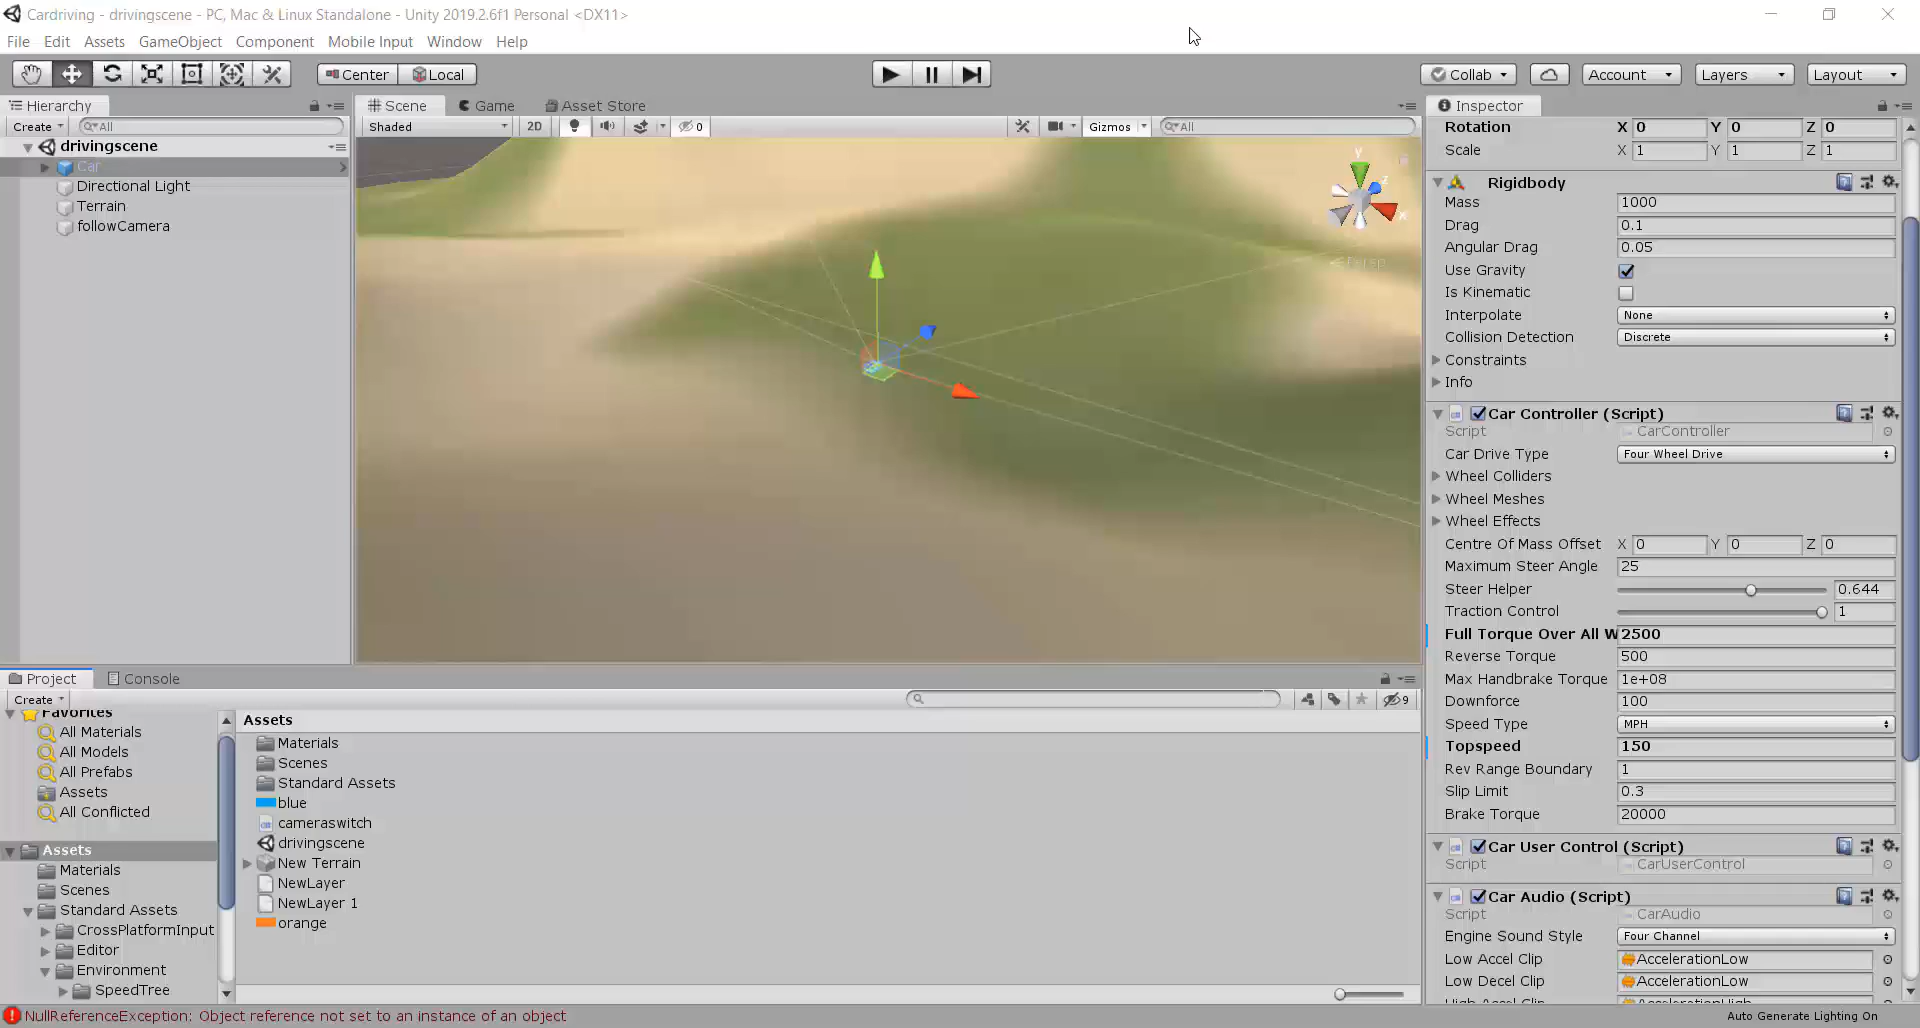 Cardriving - drivingscene - PC, Mac & Linux Standalone - Unity 2019.2.6f1 Personal <DX11>
File Edit Assets GameObject Component Mobile Input Window Help
Center Local
Collab Account Layers Layout
Hierarchy
Create All
drivingscene
Car
Directional Light
Terrain
followCamera
Scene Game Asset Store
Shaded 2D 0 Gizmos All
y
z
x
Persp
Inspector
Rotation X 0 Y 0 Z 0
Scale X 1 Y 1 Z 1
Rigidbody
Mass 1000
Drag 0.1
Angular Drag 0.05
Use Gravity
Is Kinematic
Interpolate None
Collision Detection Discrete
Constraints
Info
Car Controller (Script)
Script CarController
Car Drive Type Four Wheel Drive
Wheel Colliders
Wheel Meshes
Wheel Effects
Centre Of Mass Offset X 0 Y 0 Z 0
Maximum Steer Angle 25
Steer Helper 0.644
Traction Control 1
Full Torque Over All W 2500
Reverse Torque 500
Max Handbrake Torque 1e+08
Downforce 100
Speed Type MPH
Topspeed 150
Rev Range Boundary 1
Slip Limit 0.3
Brake Torque 20000
Car User Control (Script)
Script CarUserControl
Car Audio (Script)
Script CarAudio
Engine Sound Style Four Channel
Low Accel Clip AccelerationLow
Low Decel Clip AccelerationLow
High Accel Clip AccelerationHigh
Project Console
Create 9
Favorites
All Materials
All Models
All Prefabs
Assets
All Conflicted
Assets
Materials
Scenes
Standard Assets
CrossPlatformInput
Editor
Environment
SpeedTree
Assets
Materials
Scenes
Standard Assets
blue
cameraswitch
drivingscene
New Terrain
NewLayer
NewLayer 1
orange
NullReferenceException: Object reference not set to an instance of an object
Auto Generate Lighting On